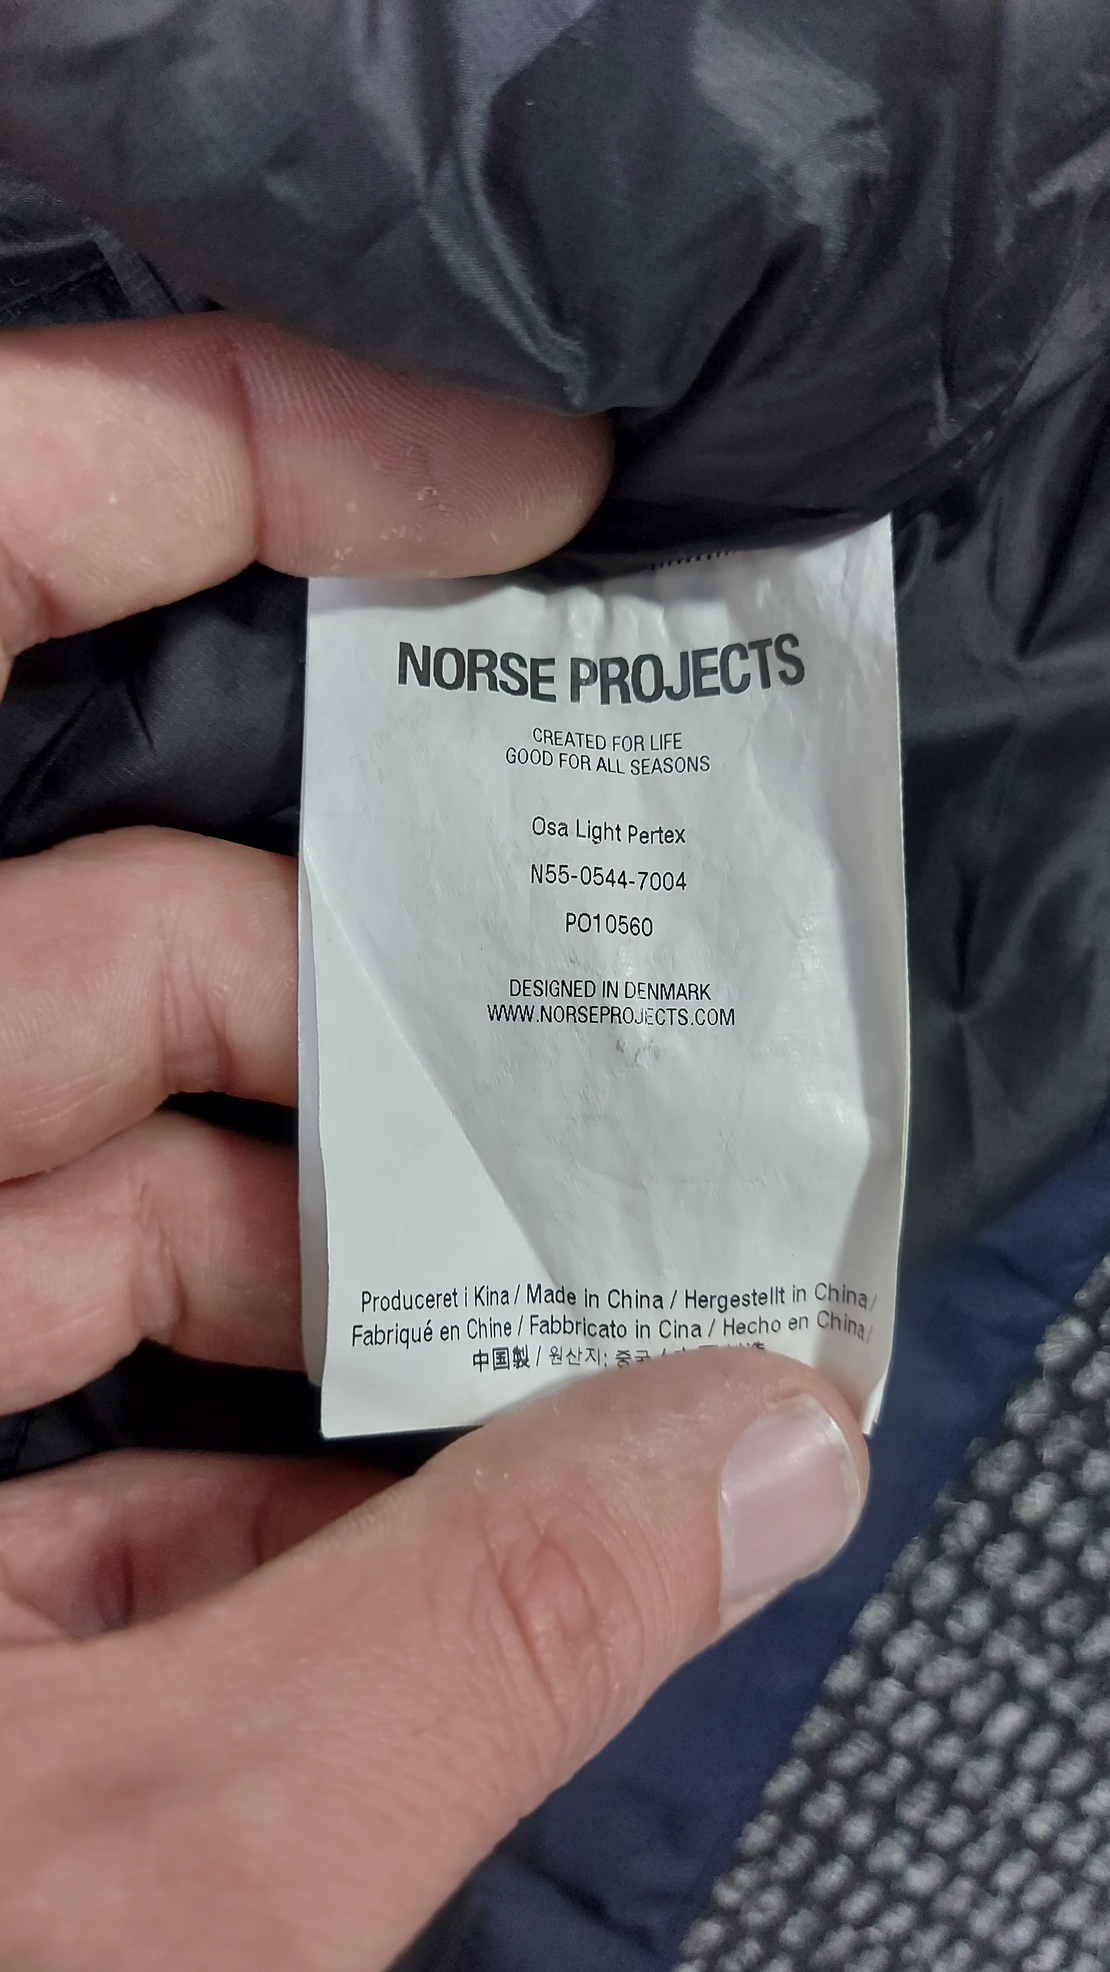 NORSE PROJECTS
CREATED FOR LIFE
GOOD FOR ALL SEASONS
Osa Light Pertex
N55-0544-7004
PO10560
DESIGNED IN DENMARK
WWW.NORSEPROJECTS.COM
Produceret i Kina / Made in China / Hergestellt in China /
Fabriqué en Chine / Fabbricato in Cina / Hecho en China /
中国製 / 원산지: 중국 /